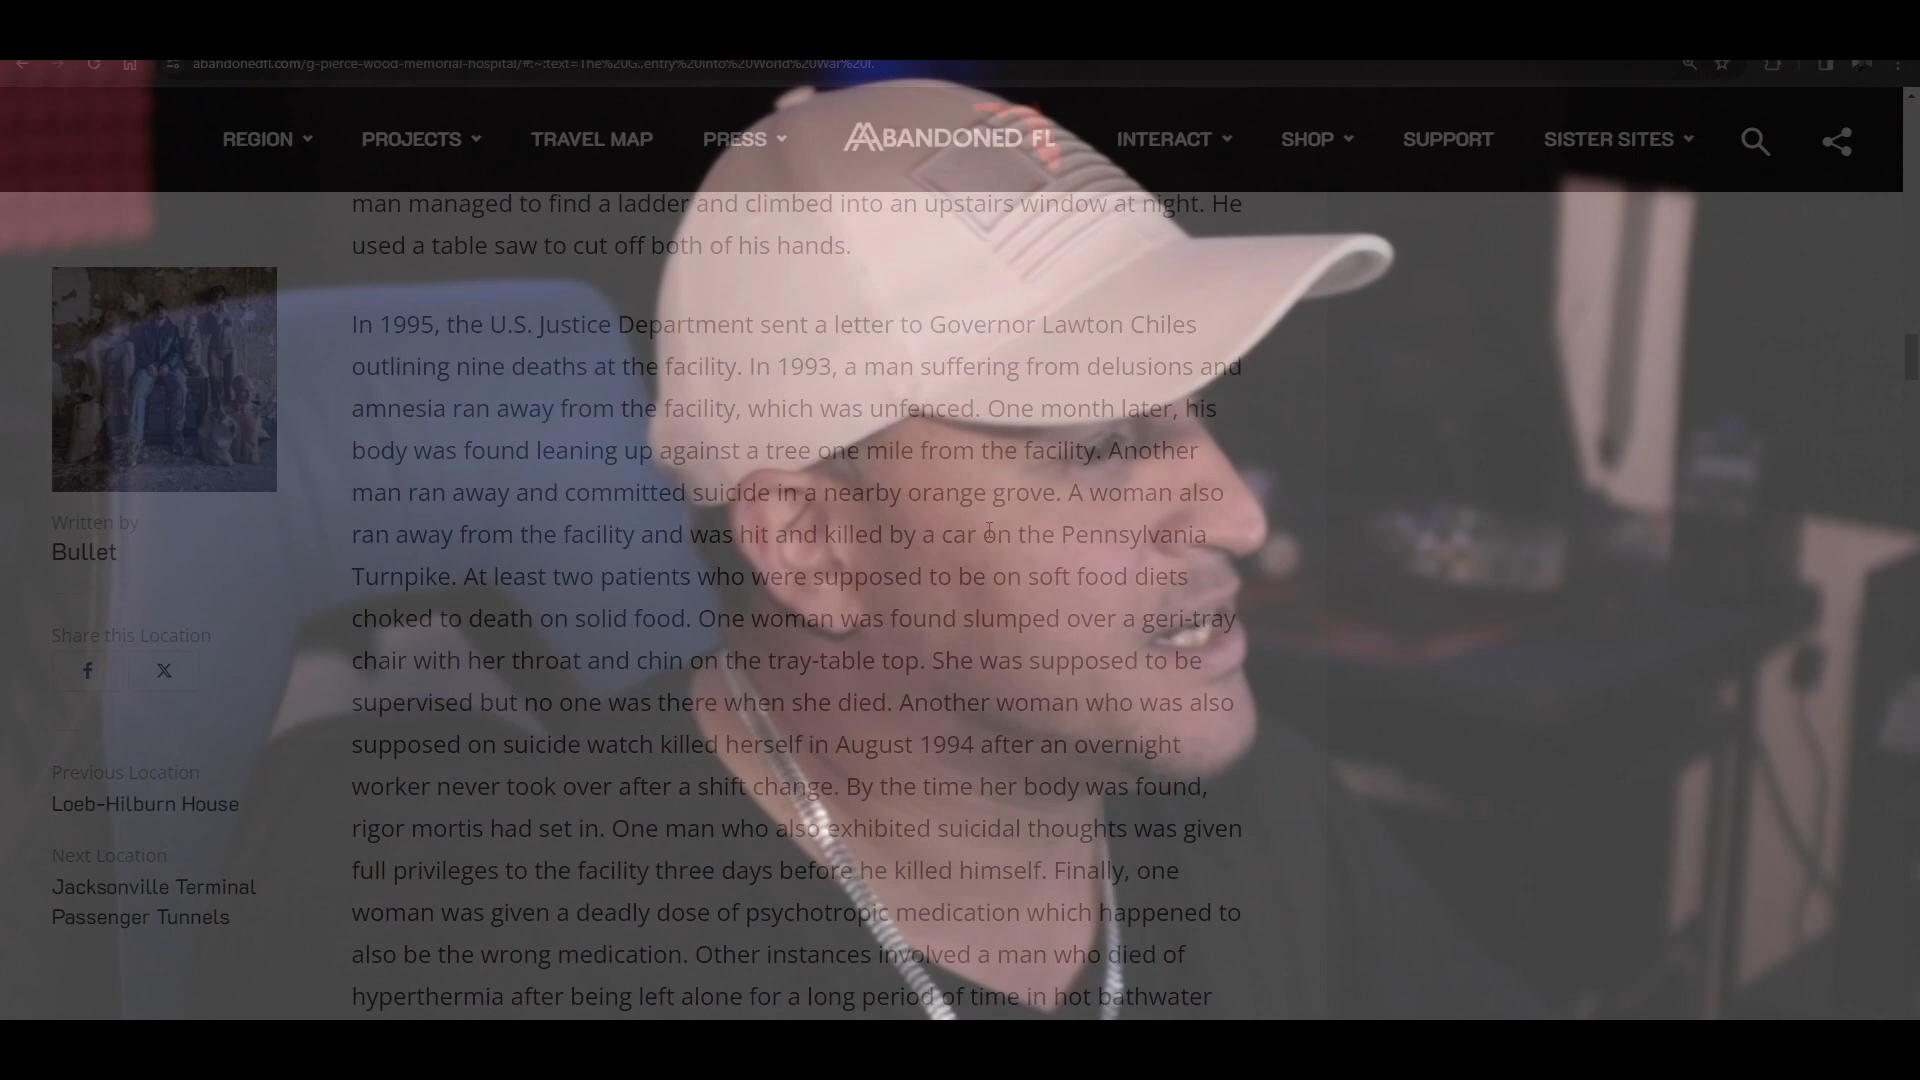 abandonedfl.com/g-pierce-wood-memorial-hospital/#:~:text=The%20G.,entry%20into%20World%20War%20I.
REGION PROJECTS TRAVEL MAP PRESS ABANDONED FL INTERACT SHOP SUPPORT SISTER SITES
man managed to find a ladder and climbed into an upstairs window at night. He
used a table saw to cut off both of his hands.
In 1995, the U.S. Justice Department sent a letter to Governor Lawton Chiles
outlining nine deaths at the facility. In 1993, a man suffering from delusions and
amnesia ran away from the facility, which was unfenced. One month later, his
body was found leaning up against a tree one mile from the facility. Another
man ran away and committed suicide in a nearby orange grove. A woman also
ran away from the facility and was hit and killed by a car on the Pennsylvania
Turnpike. At least two patients who were supposed to be on soft food diets
choked to death on solid food. One woman was found slumped over a geri-tray
chair with her throat and chin on the tray-table top. She was supposed to be
supervised but no one was there when she died. Another woman who was also
supposed on suicide watch killed herself in August 1994 after an overnight
worker never took over after a shift change. By the time her body was found,
rigor mortis had set in. One man who also exhibited suicidal thoughts was given
full privileges to the facility three days before he killed himself. Finally, one
woman was given a deadly dose of psychotropic medication which happened to
also be the wrong medication. Other instances involved a man who died of
hyperthermia after being left alone for a long period of time in hot bathwater
Written by
Bullet
Share this Location
Previous Location
Loeb-Hilburn House
Next Location
Jacksonville Terminal
Passenger Tunnels